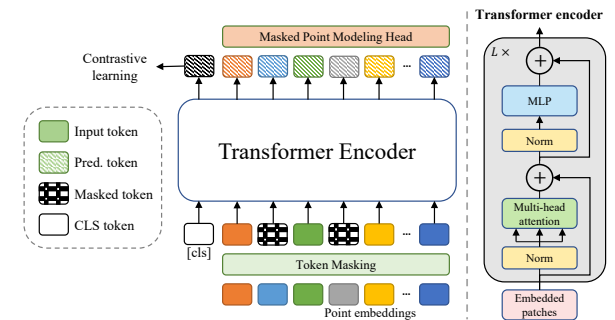 Transformer encoder
Masked Point Modeling Head
L ×
Contrastive
learning
...
+
MLP
Input token
Pred. token
Masked token
CLS token
Transformer Encoder
Norm
+
Multi-head
attention
...
[cls]
Token Masking
Norm
...
Point embeddings
Embedded
patches